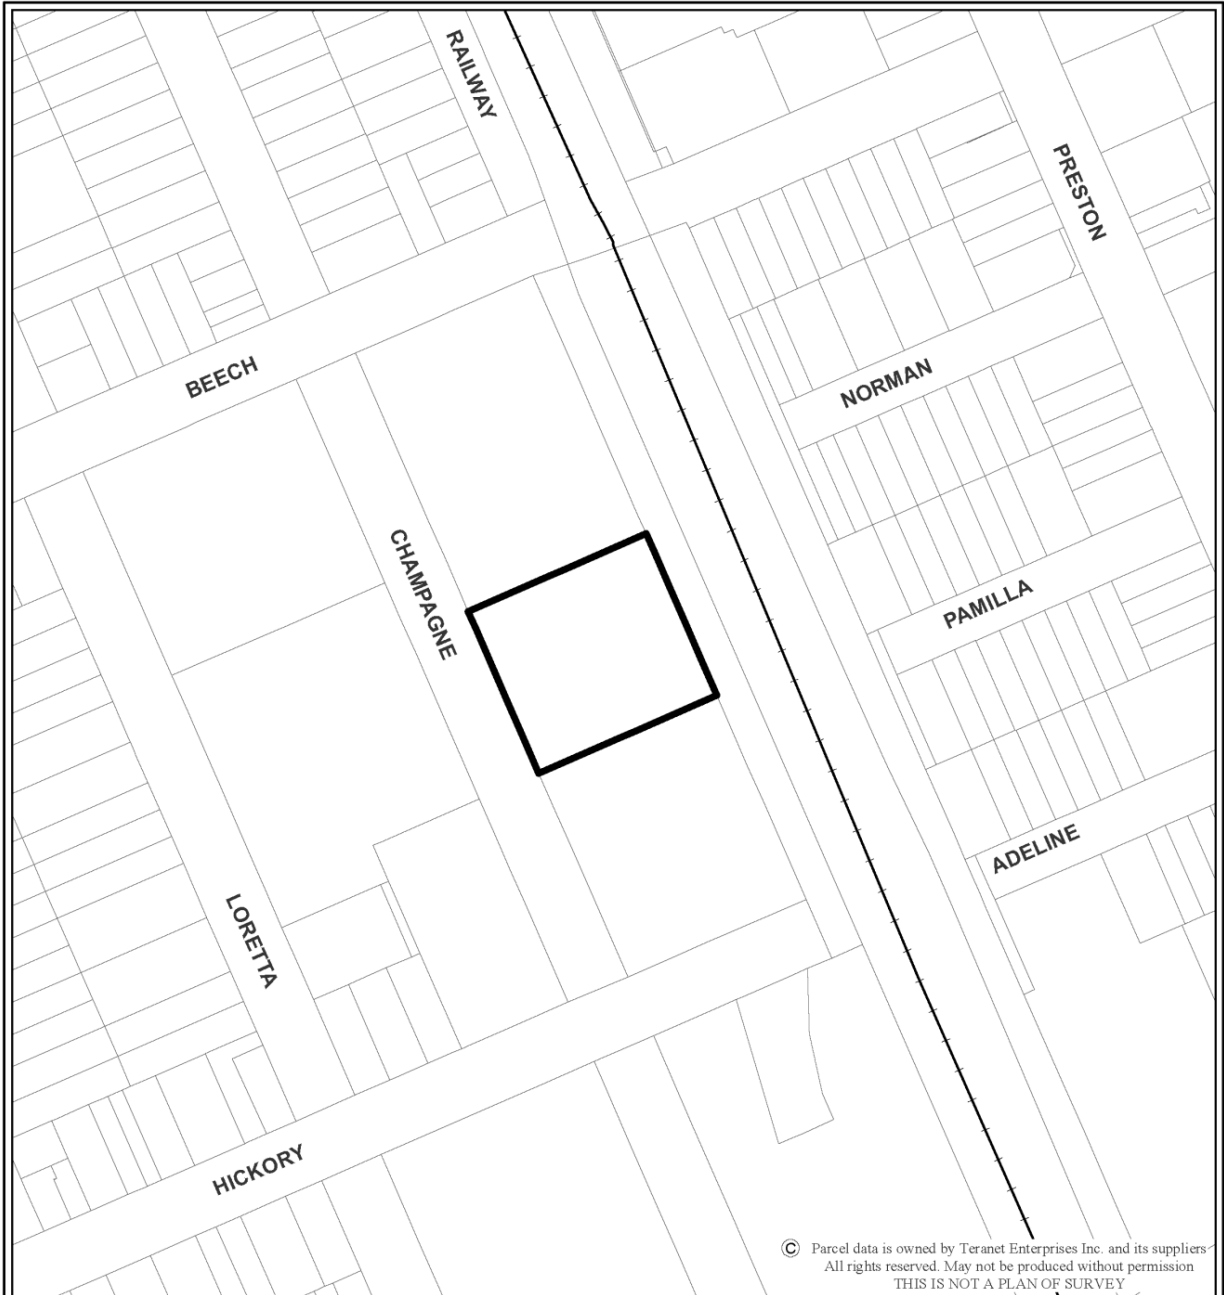 RAILWAY
PRESTON
BEECH
NORMAN
CHAMPAGNE
PAMILLA
ADELINE
LORETTA
HICKORY
© Parcel data is owned by Teranet Enterprises Inc. and its suppliers
All rights reserved. May not be produced without permission
THIS IS NOT A PLAN OF SURVEY